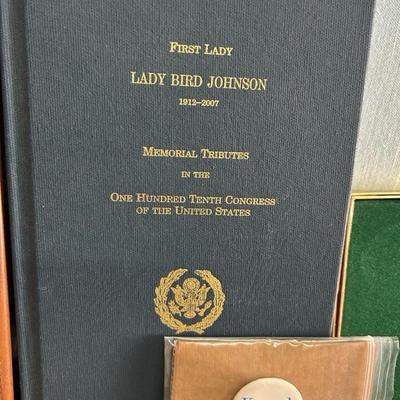 FIRST LADY
LADY BIRD JOHNSON
1912–2007
MEMORIAL TRIBUTES
IN THE
ONE HUNDRED TENTH CONGRESS
OF THE UNITED STATES